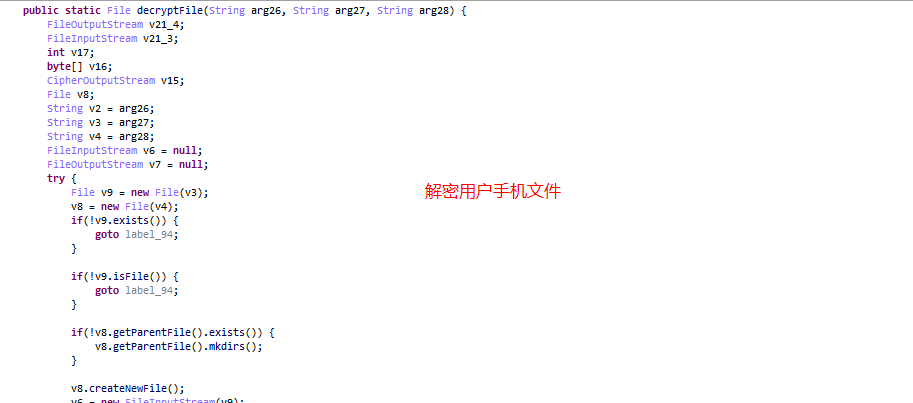 public static File decryptFile(String arg26, String arg27, String arg28) {
FileOutputStream v21_4;
FileInputStream v21_3;
int v17;
byte[] v16;
CipherOutputStream v15;
File v8;
String v2 = arg26;
String v3 = arg27;
String v4 = arg28;
FileInputStream v6 = null;
FileOutputStream v7 = null;
try {
File v9 = new File(v3);
v8 = new File(v4);
if(!v9.exists()) {
goto label_94;
}
if(!v9.isFile()) {
goto label_94;
}
if(!v8.getParentFile().exists()) {
v8.getParentFile().mkdirs();
}
v8.createNewFile();
v6 = new FileInputStream(v9);
解密用户手机文件